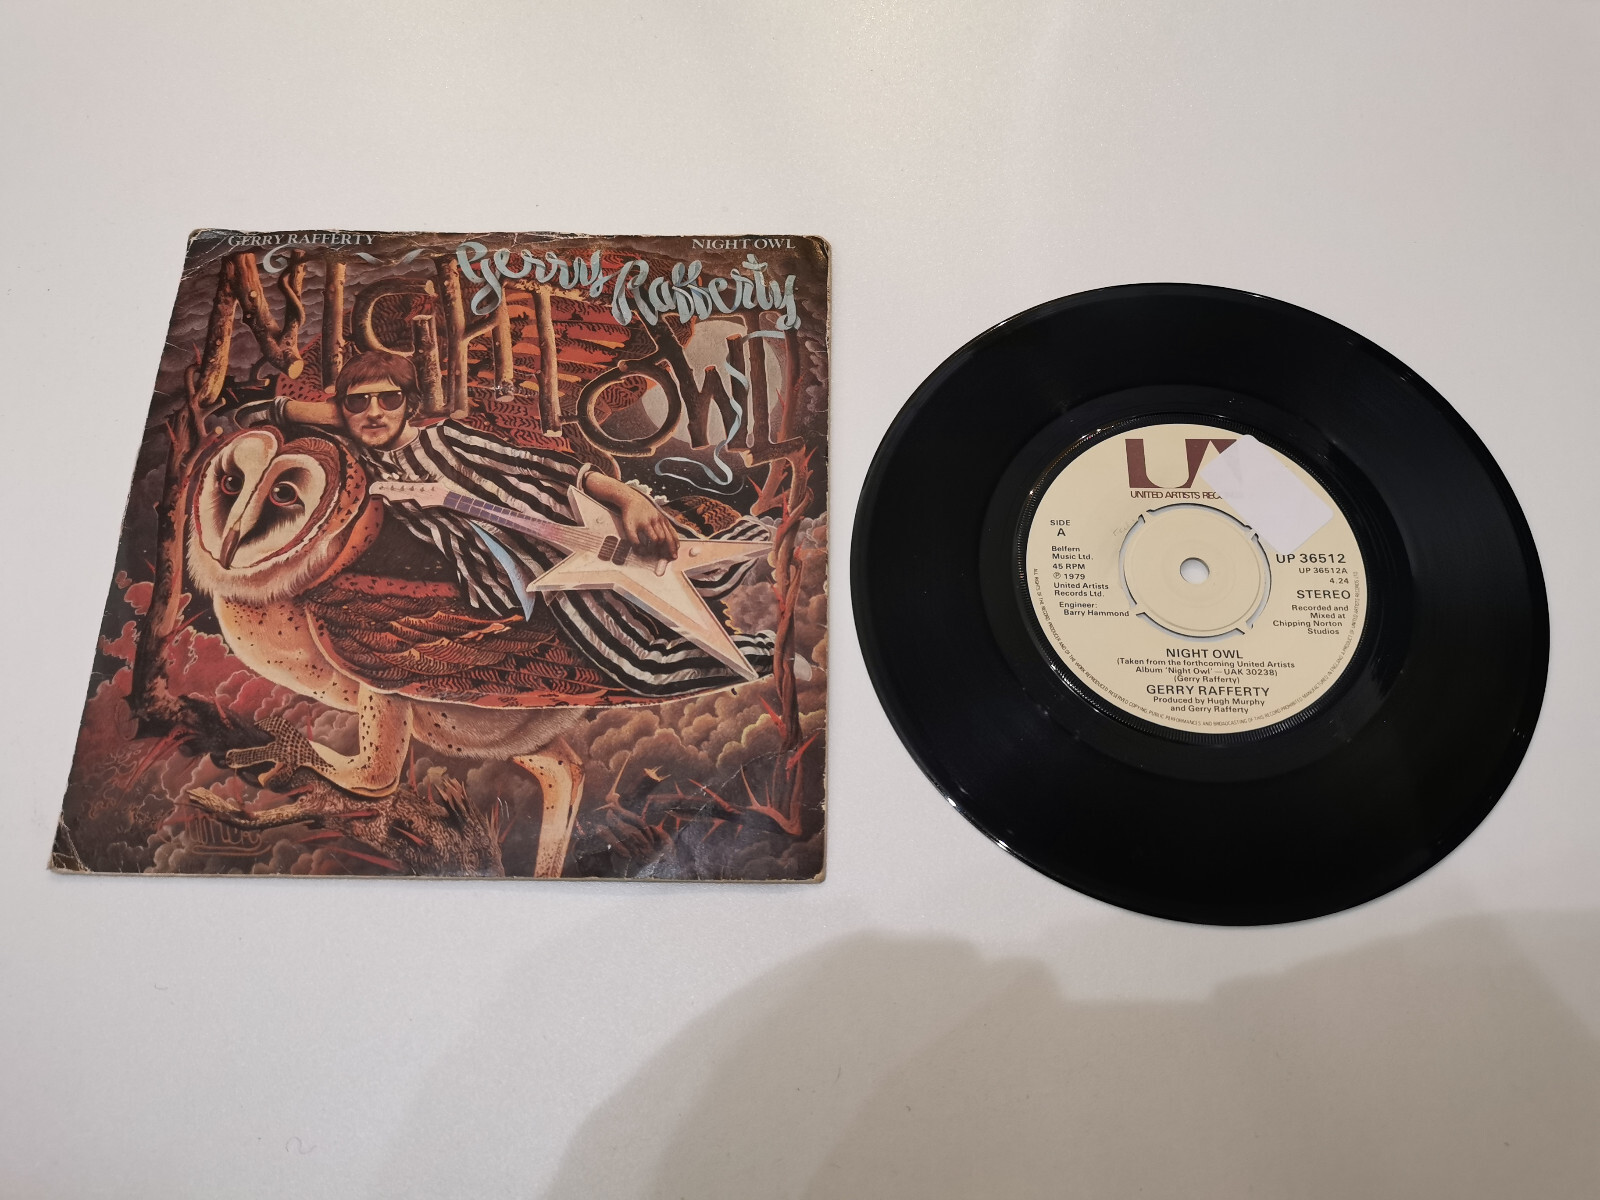 GERRY RAFFERTY
NIGHT OWL
Gerry Rafferty
NIGHT
OWL
UA
UNITED ARTISTS
SIDE
A
Belfern
Music Ltd.
45 RPM
℗ 1979
United Artists
Records Ltd.
Engineer:
Barry Hammond
UP 36512
UP 36512A
4.24
STEREO
Recorded and
Mixed at
Chipping Norton
Studios
NIGHT OWL
(Taken from the forthcoming United Artists
Album 'Night Owl' — UAK 30238)
(Gerry Rafferty)
GERRY RAFFERTY
Produced by Hugh Murphy
and Gerry Rafferty